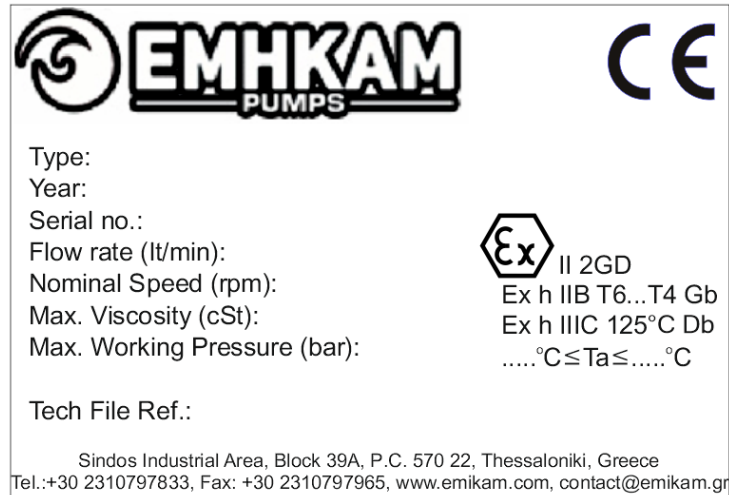 EMHKAM
PUMPS
CE
Type:
Year:
Serial no.:
Flow rate (lt/min):
Nominal Speed (rpm):
Max. Viscosity (cSt):
Max. Working Pressure (bar):
Tech File Ref.:
Ex II 2GD
Ex h IIB T6...T4 Gb
Ex h IIIC 125°C Db
.....°C≤Ta≤.....°C
Sindos Industrial Area, Block 39A, P.C. 570 22, Thessaloniki, Greece
Tel.:+30 2310797833, Fax: +30 2310797965, www.emikam.com, contact@emikam.gr